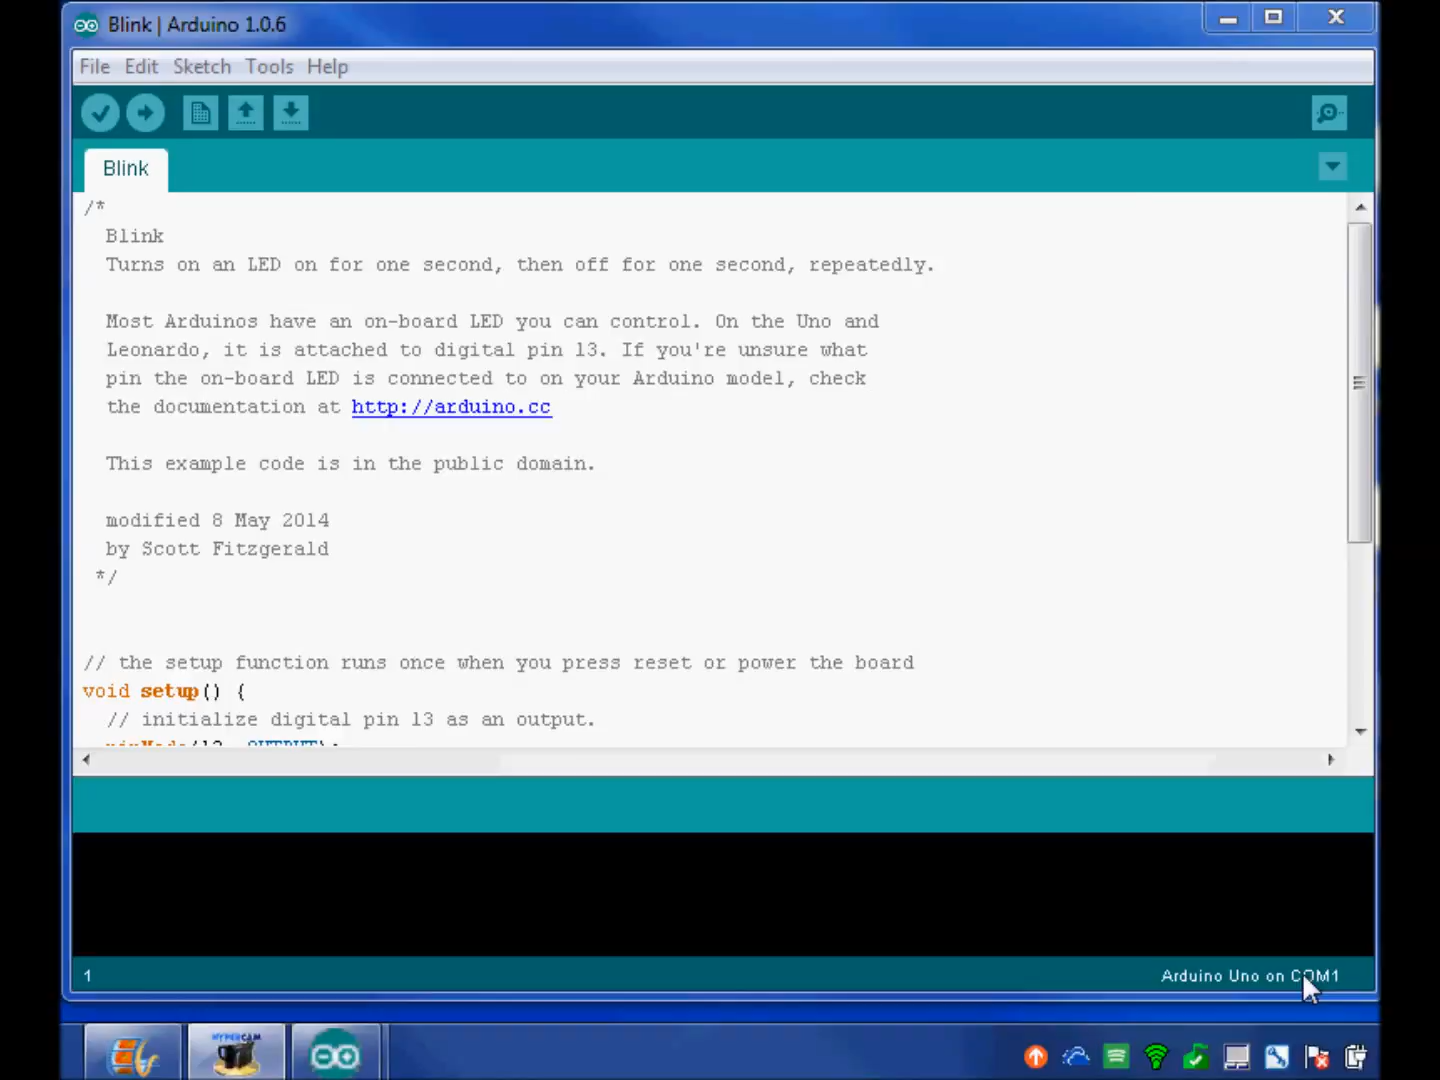 Blink | Arduino 1.0.6
File Edit Sketch Tools Help
Blink
/*
Blink
Turns on an LED on for one second, then off for one second, repeatedly.
Most Arduinos have an on-board LED you can control. On the Uno and
Leonardo, it is attached to digital pin 13. If you're unsure what
pin the on-board LED is connected to on your Arduino model, check
the documentation at http://arduino.cc
This example code is in the public domain.
modified 8 May 2014
by Scott Fitzgerald
*/
// the setup function runs once when you press reset or power the board
void setup() {
// initialize digital pin 13 as an output.
pinMode(13, OUTPUT);
1
Arduino Uno on COM1
HYPERCAM